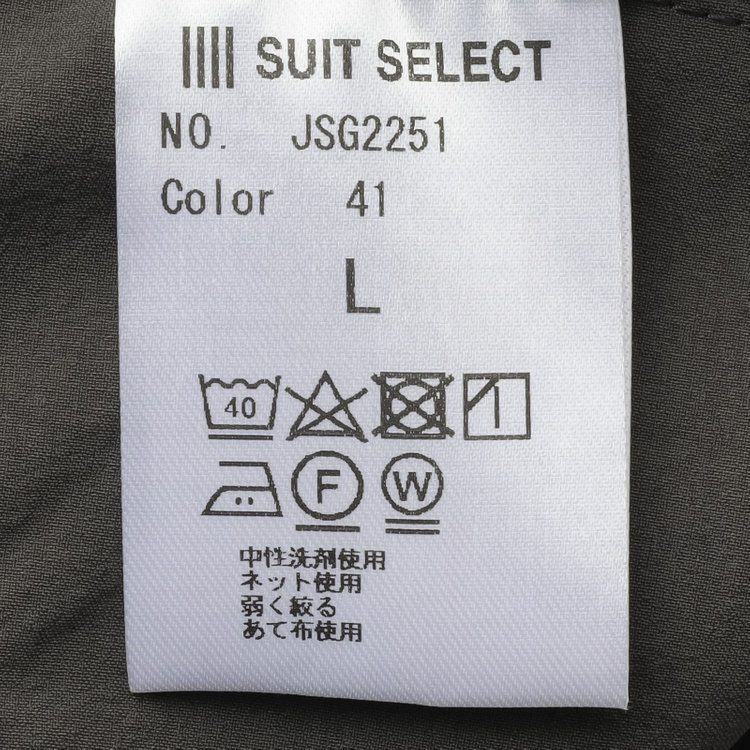 SUIT SELECT
NO. JSG2251
Color 41
L
40
F W
中性洗剤使用
ネット使用
弱く絞る
あて布使用